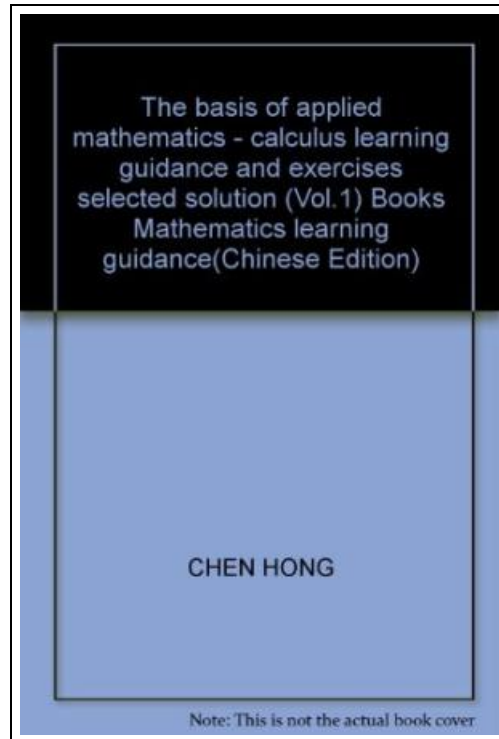 The basis of applied
mathematics - calculus learning
guidance and exercises
selected solution (Vol.1) Books
Mathematics learning
guidance(Chinese Edition)
CHEN HONG
Note: This is not the actual book cover